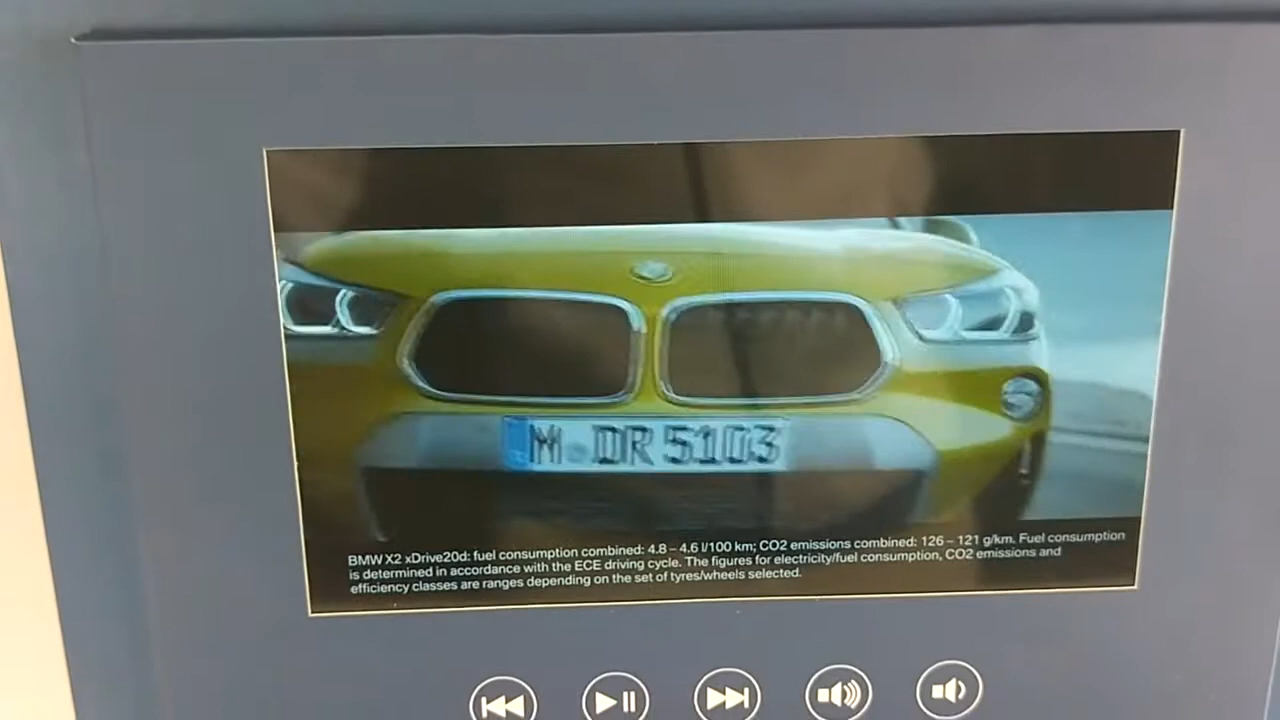 M DR 5103
BMW X2 xDrive20d: fuel consumption combined: 4.8 – 4.6 l/100 km; CO2 emissions combined: 126 – 121 g/km. Fuel consumption
is determined in accordance with the ECE driving cycle. The figures for electricity/fuel consumption, CO2 emissions and
efficiency classes are ranges depending on the set of tyres/wheels selected.